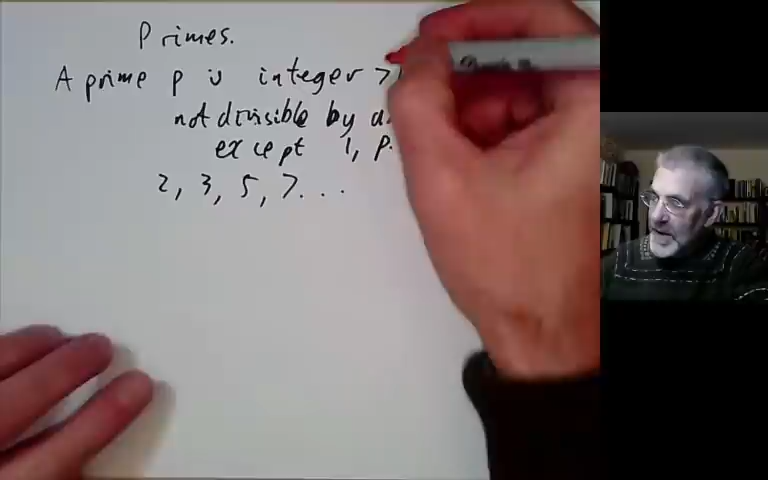 Primes.
A prime p is integer >
not divisible by
except 1, p.
2, 3, 5, 7...